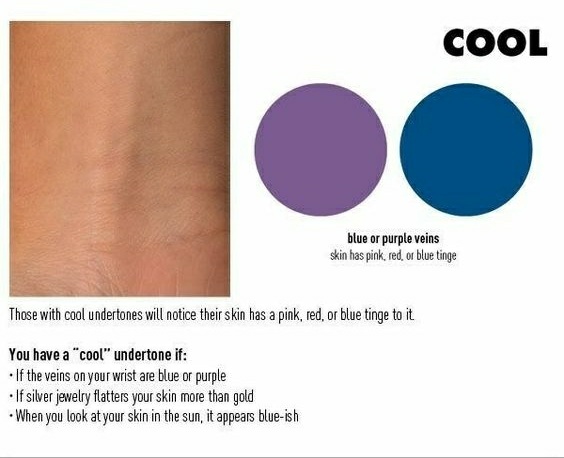 COOL
blue or purple veins
skin has pink, red, or blue tinge
Those with cool undertones will notice their skin has a pink, red, or blue tinge to it.
You have a "cool" undertone if:
· If the veins on your wrist are blue or purple
· If silver jewelry flatters your skin more than gold
· When you look at your skin in the sun, it appears blue-ish